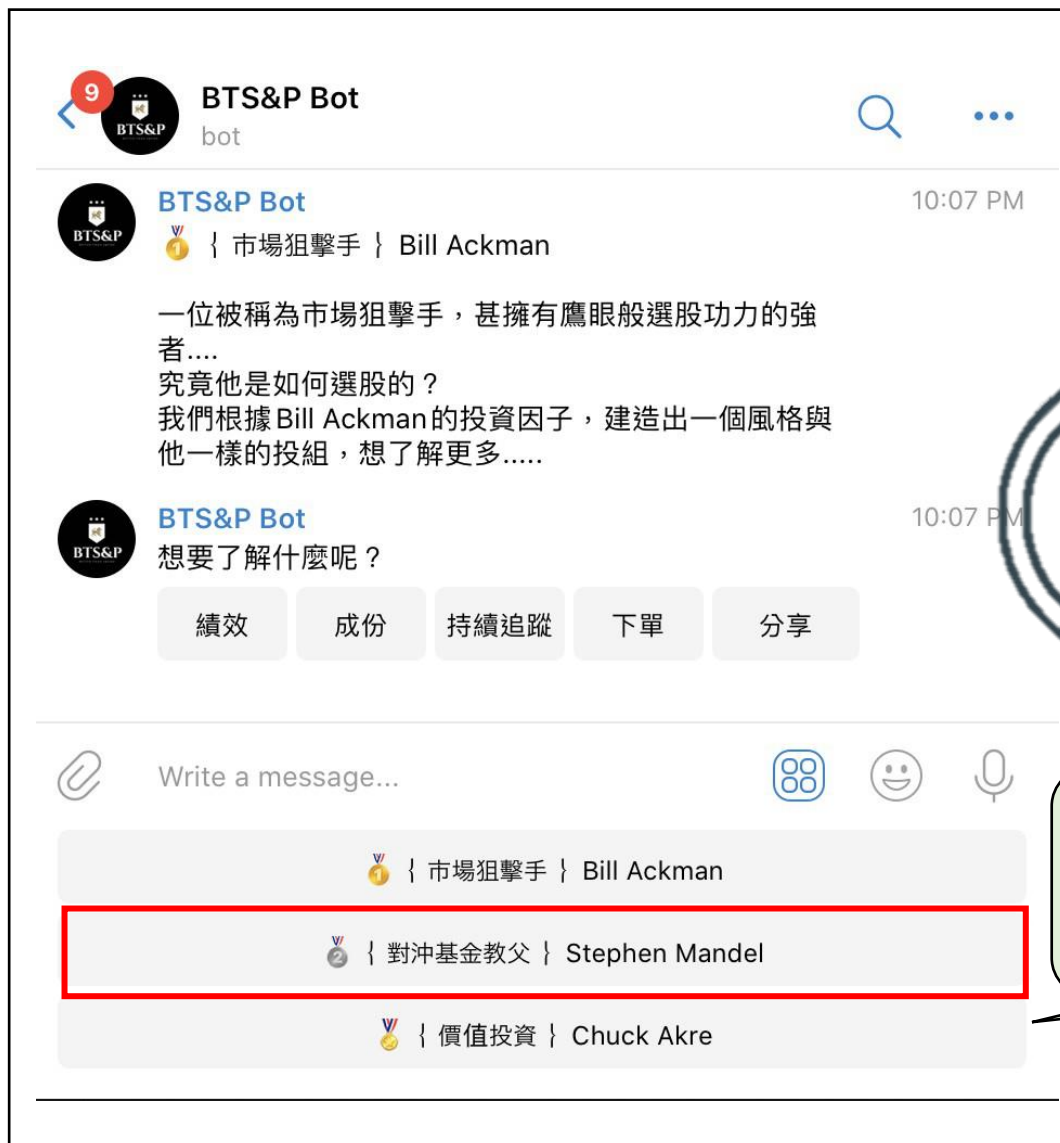 9
BTS&P
BTS&P Bot
bot
BTS&P
BTS&P Bot
10:07 PM
🥇 { 市場狙擊手 } Bill Ackman
一位被稱為市場狙擊手，甚擁有鷹眼般選股功力的強
者....
究竟他是如何選股的？
我們根據Bill Ackman的投資因子，建造出一個風格與
他一樣的投組，想了解更多.....
BTS&P
BTS&P Bot
10:07 PM
想要了解什麼呢？
績效 成份 持續追蹤 下單 分享
Write a message...
🥇 { 市場狙擊手 } Bill Ackman
🥈 { 對沖基金教父 } Stephen Mandel
🏅 { 價值投資 } Chuck Akre